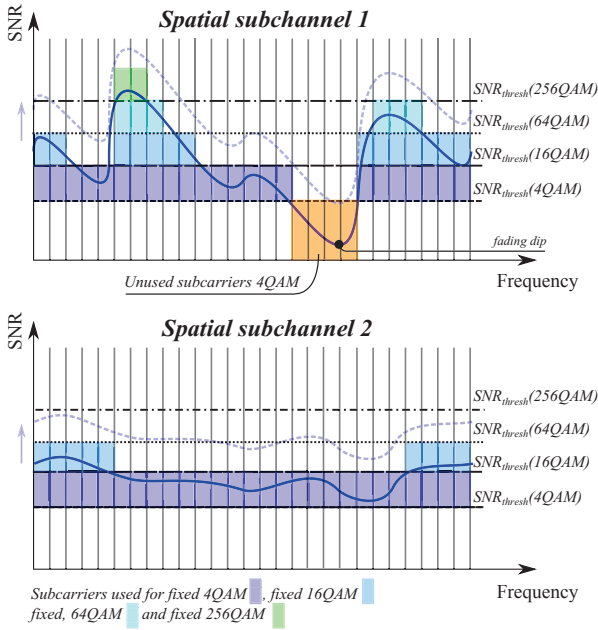 Spatial subchannel 1
SNR
SNRthresh(256QAM)
SNRthresh(64QAM)
SNRthresh(16QAM)
SNRthresh(4QAM)
fading dip
Unused subcarriers 4QAM
Frequency
Spatial subchannel 2
SNR
SNRthresh(256QAM)
SNRthresh(64QAM)
SNRthresh(16QAM)
SNRthresh(4QAM)
Frequency
Subcarriers used for fixed 4QAM , fixed 16QAM
fixed, 64QAM and fixed 256QAM